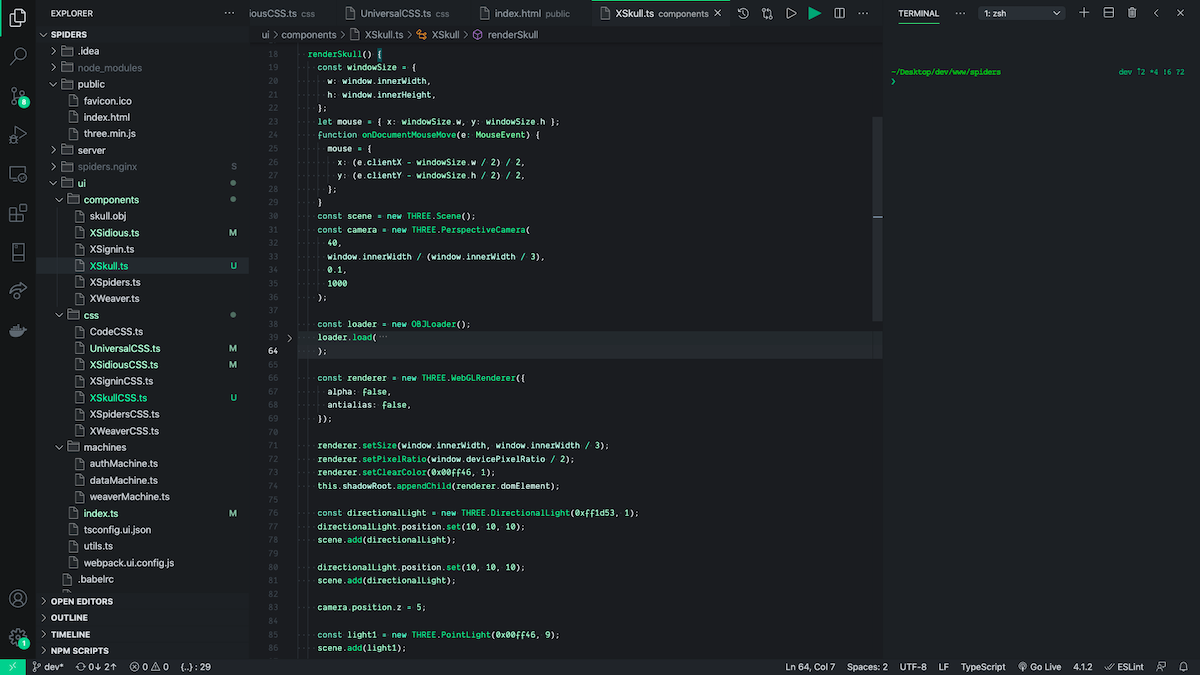 EXPLORER
SPIDERS
.idea
node_modules
public
favicon.ico
index.html
three.min.js
server
spiders.nginx S
ui
components
skull.obj
XSidious.ts M
XSignin.ts
XSkull.ts U
XSpiders.ts
XWeaver.ts
css
CodeCSS.ts
UniversalCSS.ts M
XSidiousCSS.ts M
XSigninCSS.ts
XSkullCSS.ts U
XSpidersCSS.ts
XWeaverCSS.ts
machines
authMachine.ts
dataMachine.ts
weaverMachine.ts
index.ts M
tsconfig.ui.json
utils.ts
webpack.ui.config.js
.babelrc
OPEN EDITORS
OUTLINE
TIMELINE
NPM SCRIPTS
8
1
iousCSS.ts css UniversalCSS.ts css index.html public XSkull.ts components
ui > components > XSkull.ts > XSkull > renderSkull
18 renderSkull() {
19 const windowSize = {
20 w: window.innerWidth,
21 h: window.innerHeight,
22 };
23 let mouse = { x: windowSize.w, y: windowSize.h };
24 function onDocumentMouseMove(e: MouseEvent) {
25 mouse = {
26 x: (e.clientX - windowSize.w / 2) / 2,
27 y: (e.clientY - windowSize.h / 2) / 2,
28 };
29 }
30 const scene = new THREE.Scene();
31 const camera = new THREE.PerspectiveCamera(
32 40,
33 window.innerWidth / (window.innerWidth / 3),
34 0.1,
35 1000
36 );
37
38 const loader = new OBJLoader();
39 loader.load(···
64 );
65
66 const renderer = new THREE.WebGLRenderer({
67 alpha: false,
68 antialias: false,
69 });
70
71 renderer.setSize(window.innerWidth, window.innerWidth / 3);
72 renderer.setPixelRatio(window.devicePixelRatio / 2);
73 renderer.setClearColor(0x00ff46, 1);
74 this.shadowRoot.appendChild(renderer.domElement);
75
76 const directionalLight = new THREE.DirectionalLight(0xff1d53, 1);
77 directionalLight.position.set(10, 10, 10);
78 scene.add(directionalLight);
79
80 directionalLight.position.set(10, 10, 10);
81 scene.add(directionalLight);
82
83 camera.position.z = 5;
84
85 const light1 = new THREE.PointLight(0x00ff46, 9);
86 scene.add(light1);
TERMINAL ··· 1: zsh
~/Desktop/dev/www/spiders dev ⇡2 +4 !6 ?2
❯
dev* 0↓ 2↑ 0 0 {..} : 29 Ln 64, Col 7 Spaces: 2 UTF-8 LF TypeScript Go Live 4.1.2 ESLint